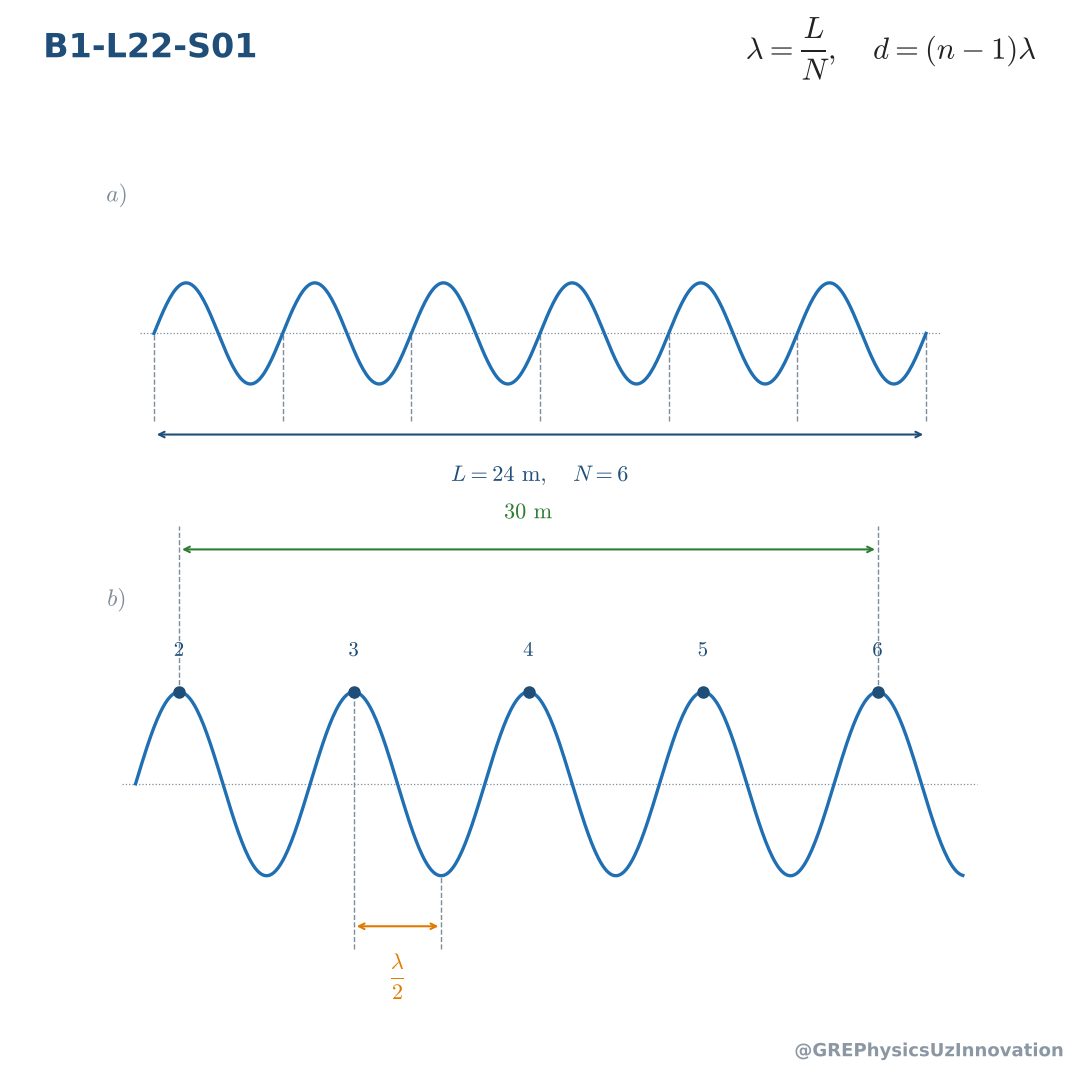 B1-L22-S01
λ = L/N, d = (n − 1)λ
a)
L = 24 m, N = 6
30 m
b)
2 3 4 5 6
λ/2
@GREPhysicsUzInnovation